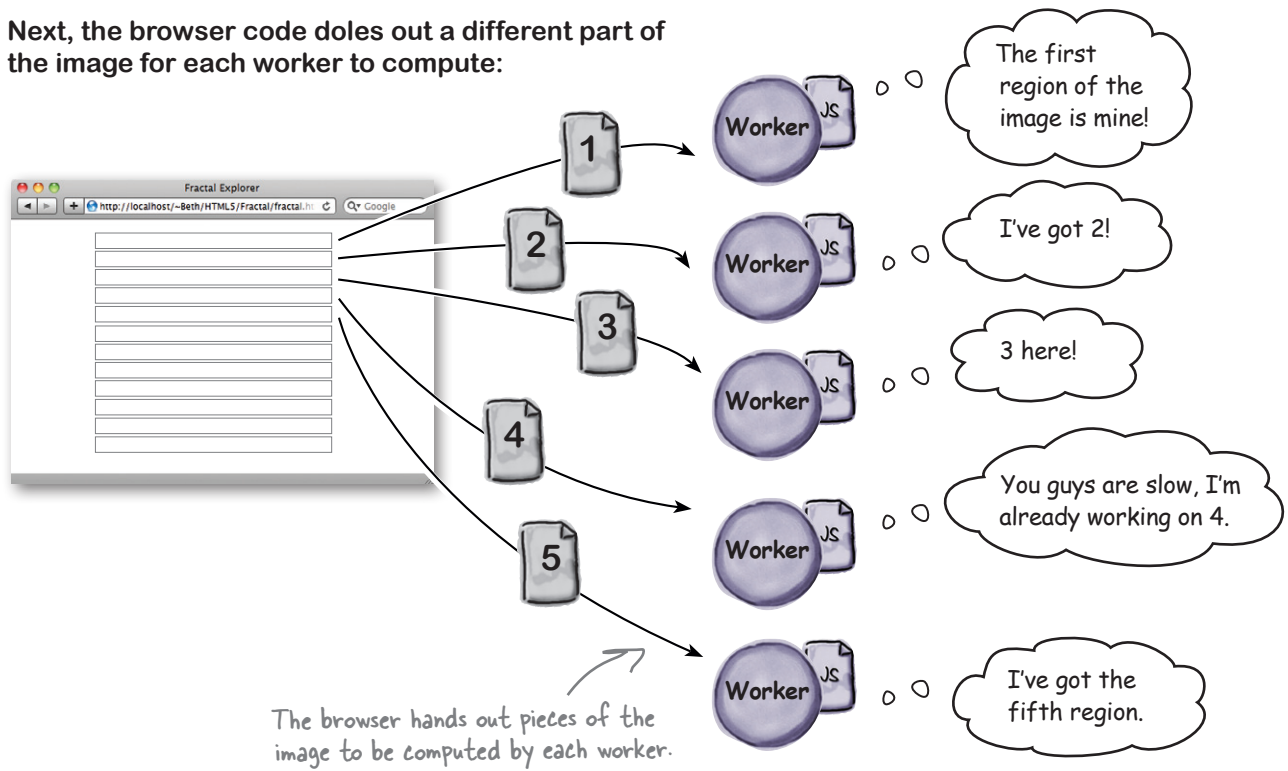 Next, the browser code doles out a different part of
the image for each worker to compute:
The first
region of the
image is mine!
Worker
JS
1
Fractal Explorer
http://localhost/~Beth/HTML5/Fractal/fractal.ht
Google
2
Worker
JS
I've got 2!
3
Worker
JS
3 here!
4
Worker
JS
You guys are slow, I'm
already working on 4.
5
Worker
JS
I've got the
fifth region.
The browser hands out pieces of the
image to be computed by each worker.